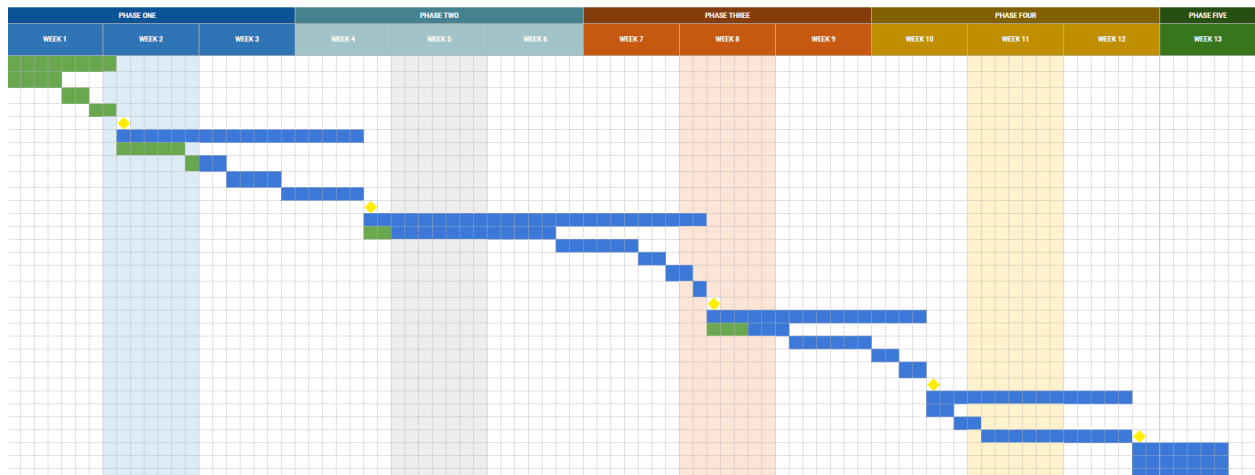 PHASE ONE PHASE TWO PHASE THREE PHASE FOUR PHASE FIVE
WEEK 1 WEEK 2 WEEK 3 WEEK 4 WEEK 5 WEEK 6 WEEK 7 WEEK 8 WEEK 9 WEEK 10 WEEK 11 WEEK 12 WEEK 13